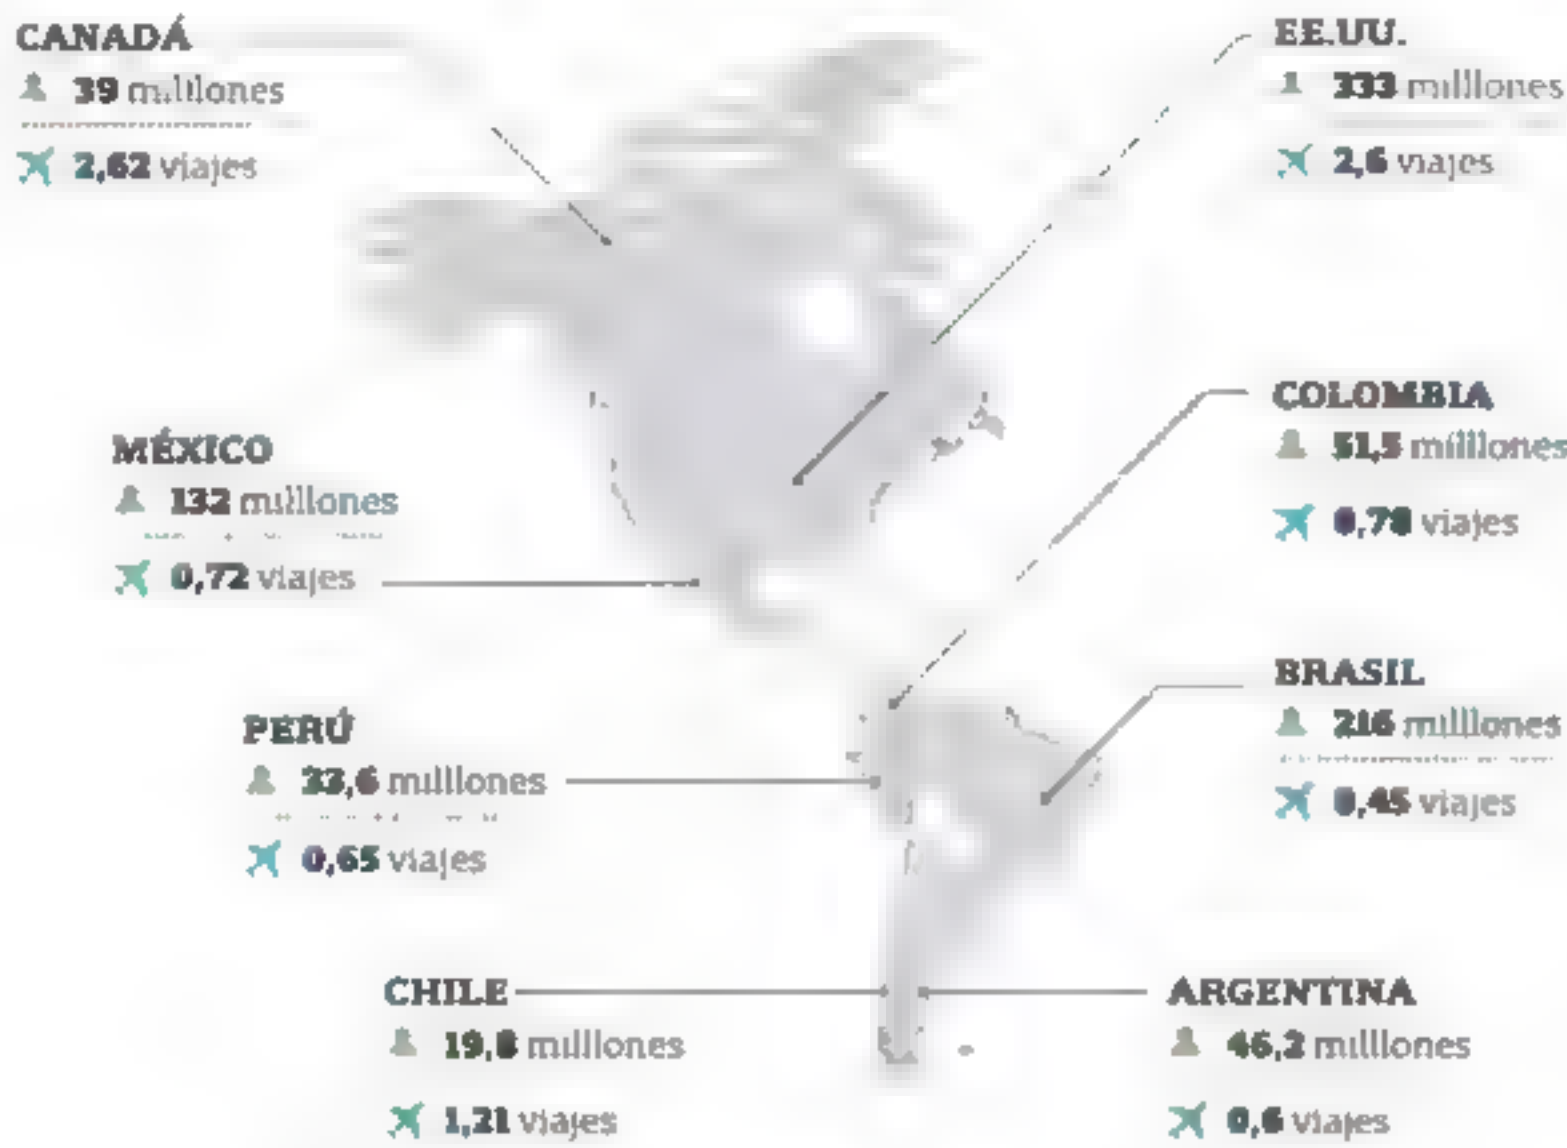 CANADÁ
39 millones
2,62 viajes
EE.UU.
333 millones
2,6 viajes
MÉXICO
132 millones
0,72 viajes
COLOMBIA
51,5 millones
0,78 viajes
PERÚ
33,6 millones
0,65 viajes
BRASIL
216 millones
0,45 viajes
CHILE
19,8 millones
1,21 viajes
ARGENTINA
46,2 millones
0,6 viajes